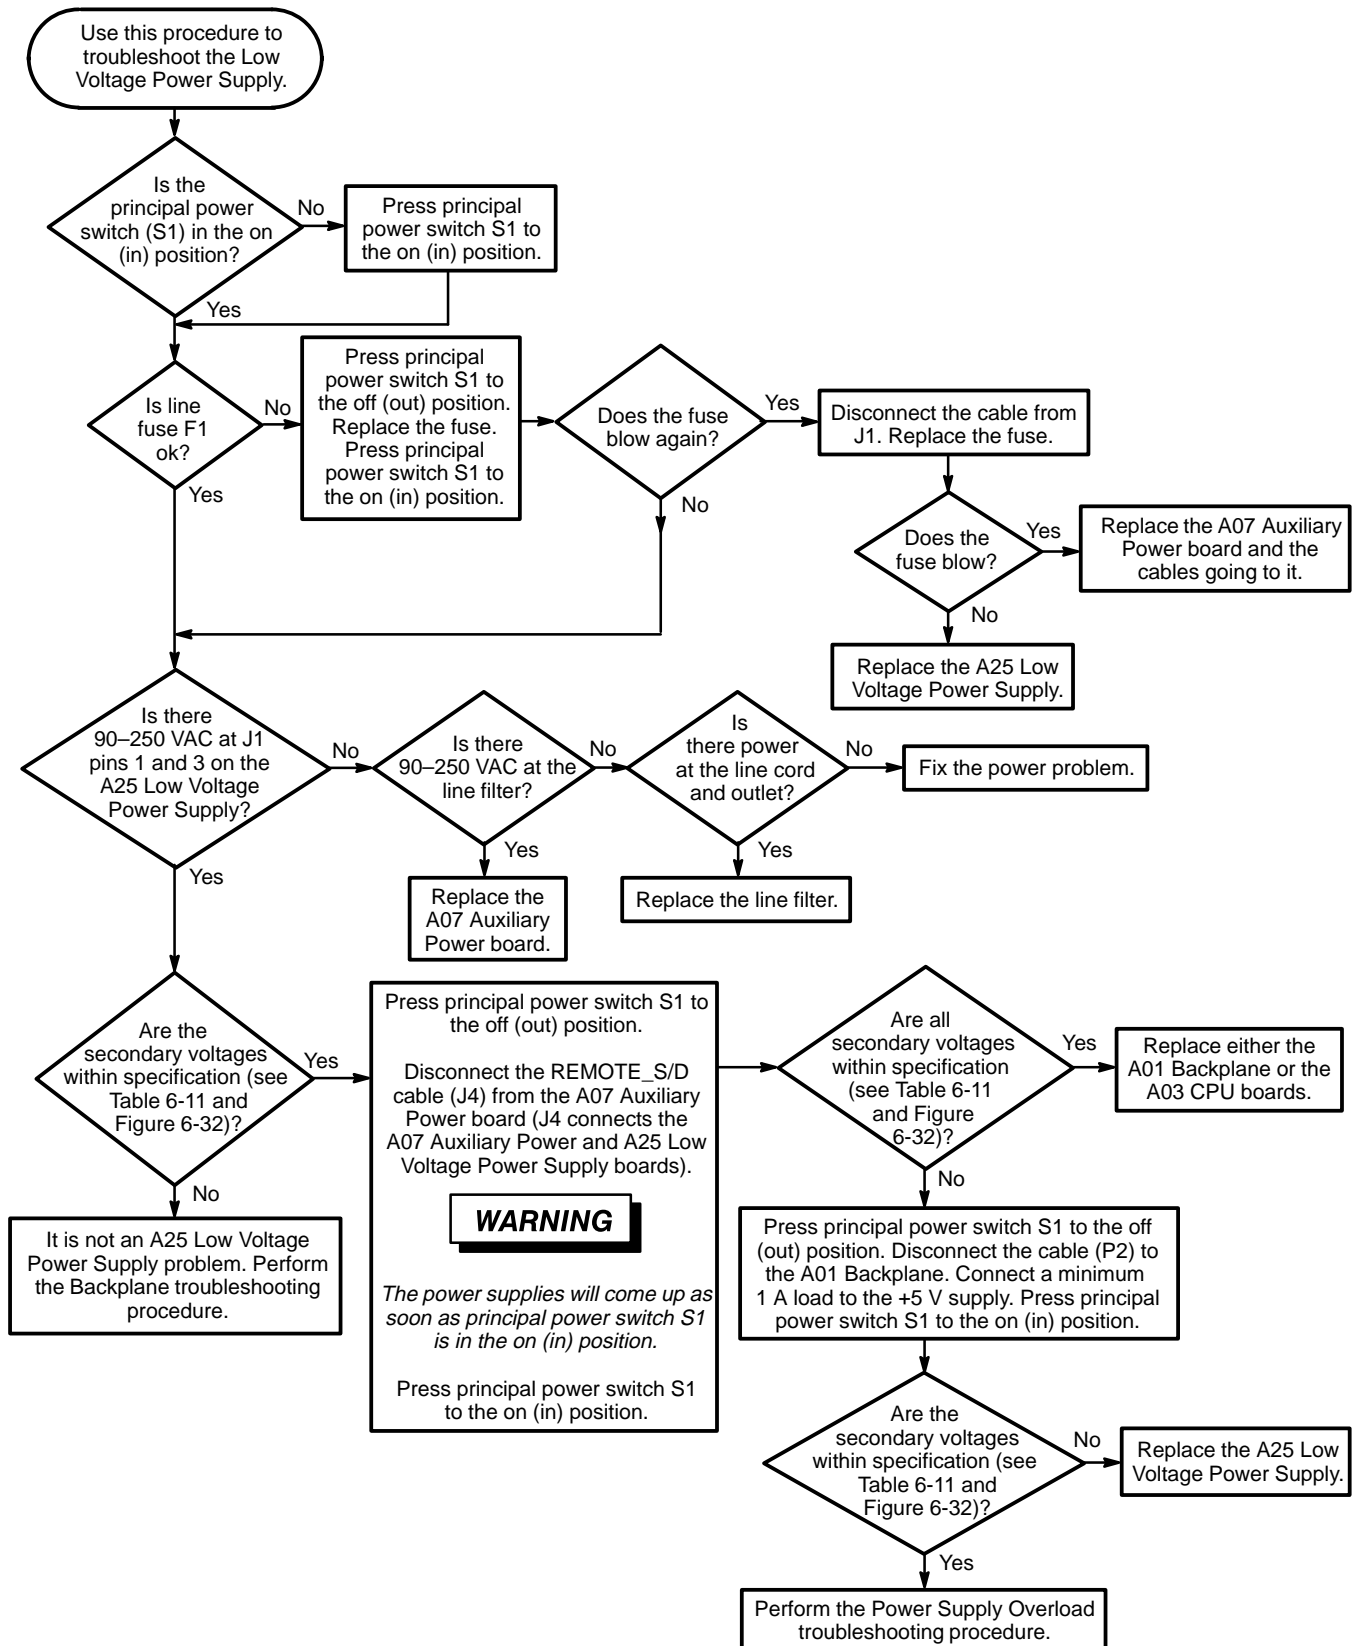 Use this procedure to
troubleshoot the Low
Voltage Power Supply.
Is the
principal power
switch (S1) in the on
(in) position?
No
Press principal
power switch S1 to
the on (in) position.
Yes
Is line
fuse F1
ok?
No
Press principal
power switch S1 to
the off (out) position.
Replace the fuse.
Press principal
power switch S1 to
the on (in) position.
Does the fuse
blow again?
Yes
Disconnect the cable from
J1. Replace the fuse.
Yes
No
Does the
fuse blow?
Yes
Replace the A07 Auxiliary
Power board and the
cables going to it.
No
Replace the A25 Low
Voltage Power Supply.
Is there
90–250 VAC at J1
pins 1 and 3 on the
A25 Low Voltage
Power Supply?
No
Is there
90–250 VAC at the
line filter?
No
Is
there power
at the line cord
and outlet?
No
Fix the power problem.
Yes
Yes
Yes
Replace the
A07 Auxiliary
Power board.
Replace the line filter.
Are the
secondary voltages
within specification (see
Table 6-11 and
Figure 6-32)?
Yes
Press principal power switch S1 to
the off (out) position.
Disconnect the REMOTE_S/D
cable (J4) from the A07 Auxiliary
Power board (J4 connects the
A07 Auxiliary Power and A25 Low
Voltage Power Supply boards).
WARNING
The power supplies will come up as
soon as principal power switch S1
is in the on (in) position.
Press principal power switch S1
to the on (in) position.
No
It is not an A25 Low Voltage
Power Supply problem. Perform
the Backplane troubleshooting
procedure.
Are all
secondary voltages
within specification
(see Table 6-11
and Figure
6-32)?
Yes
Replace either the
A01 Backplane or the
A03 CPU boards.
No
Press principal power switch S1 to the off
(out) position. Disconnect the cable (P2) to
the A01 Backplane. Connect a minimum
1 A load to the +5 V supply. Press principal
power switch S1 to the on (in) position.
Are the
secondary voltages
within specification (see
Table 6-11 and
Figure 6-32)?
No
Replace the A25 Low
Voltage Power Supply.
Yes
Perform the Power Supply Overload
troubleshooting procedure.